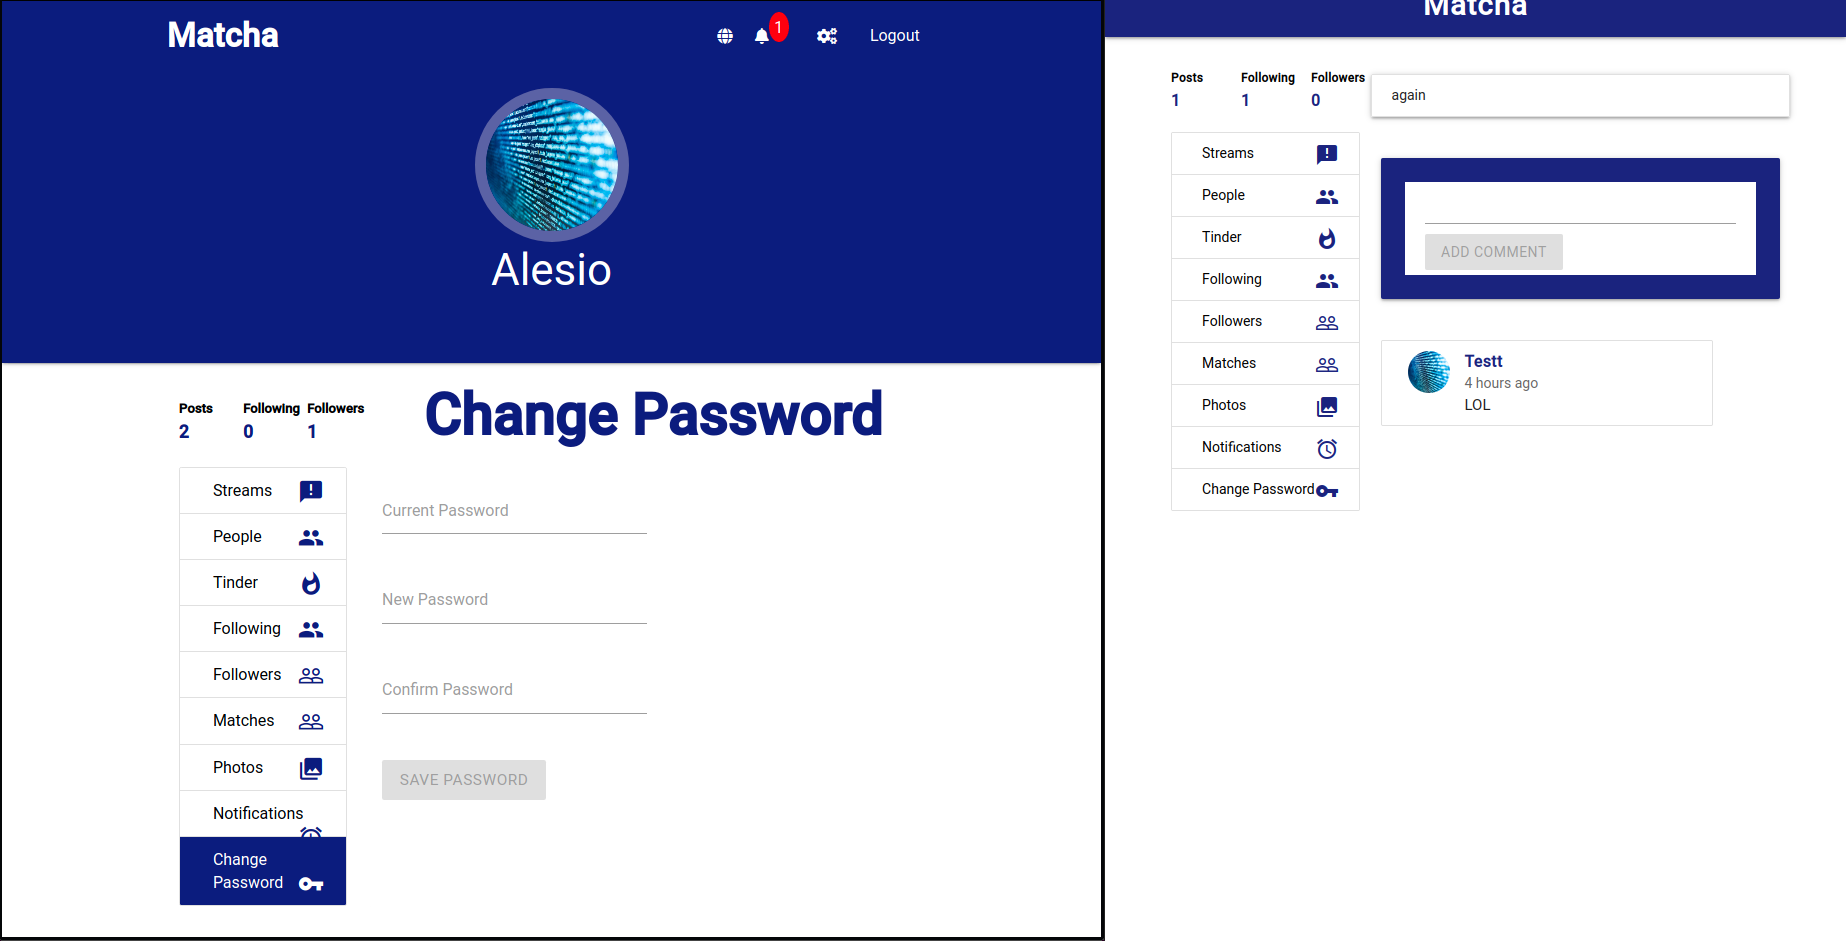 Matcha
1
Logout
Alesio
Posts Following Followers
2 0 1
Change Password
Streams
People
Tinder
Following
Followers
Matches
Photos
Notifications
Change
Password
Current Password
New Password
Confirm Password
SAVE PASSWORD
Matcha
Posts Following Followers
1 1 0
Streams
People
Tinder
Following
Followers
Matches
Photos
Notifications
Change Password
again
ADD COMMENT
Testt
4 hours ago
LOL